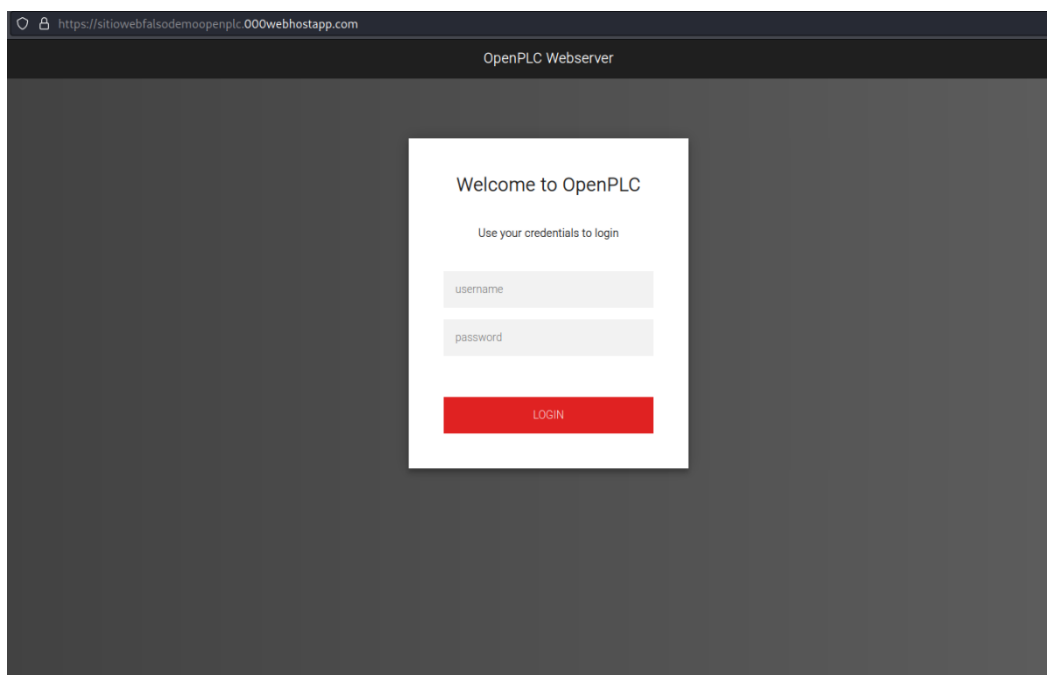 https://sitiowebfalsodemoopenplc.000webhostapp.com
OpenPLC Webserver
Welcome to OpenPLC
Use your credentials to login
username
password
LOGIN